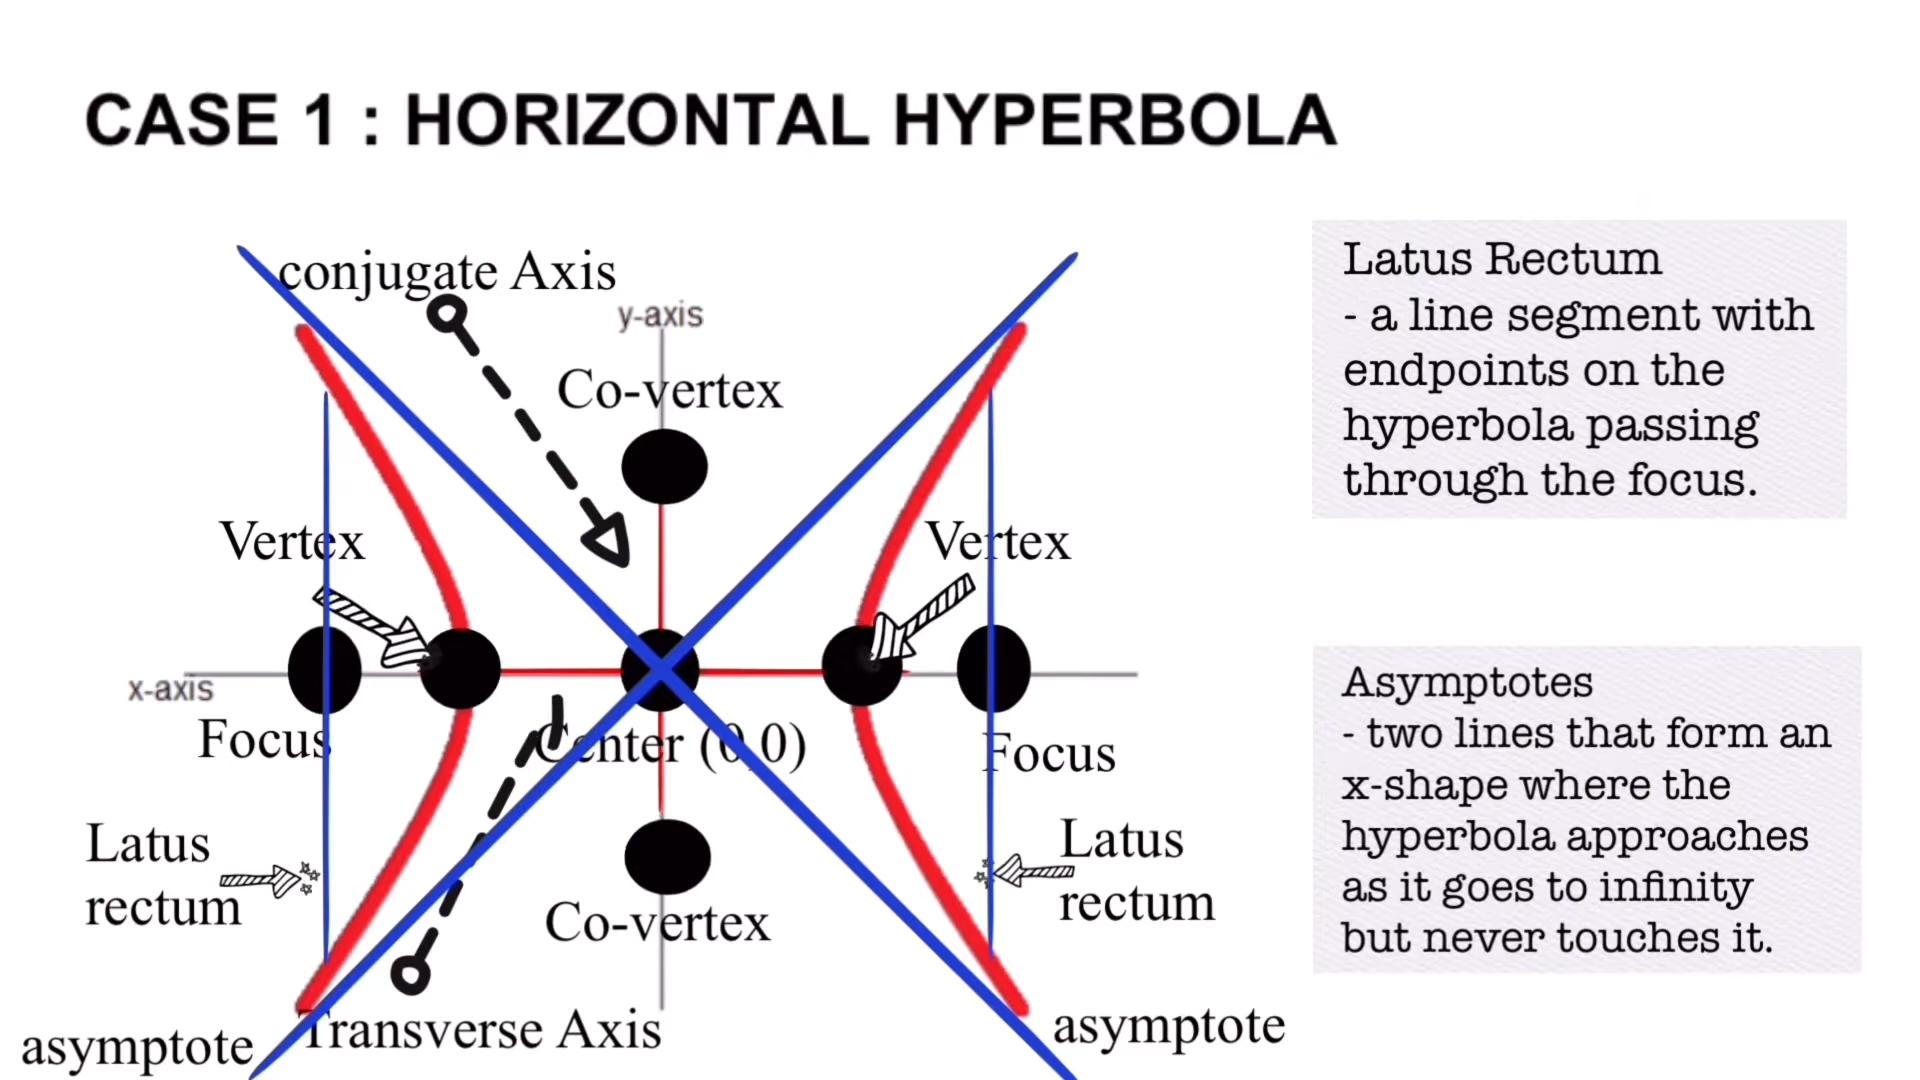 CASE 1 : HORIZONTAL HYPERBOLA
conjugate Axis
y-axis
Co-vertex
Vertex
Vertex
x-axis
Focus
Center (0,0)
Focus
Latus
rectum
Latus
rectum
Co-vertex
Transverse Axis
asymptote
asymptote
Latus Rectum
- a line segment with
endpoints on the
hyperbola passing
through the focus.
Asymptotes
- two lines that form an
x-shape where the
hyperbola approaches
as it goes to infinity
but never touches it.